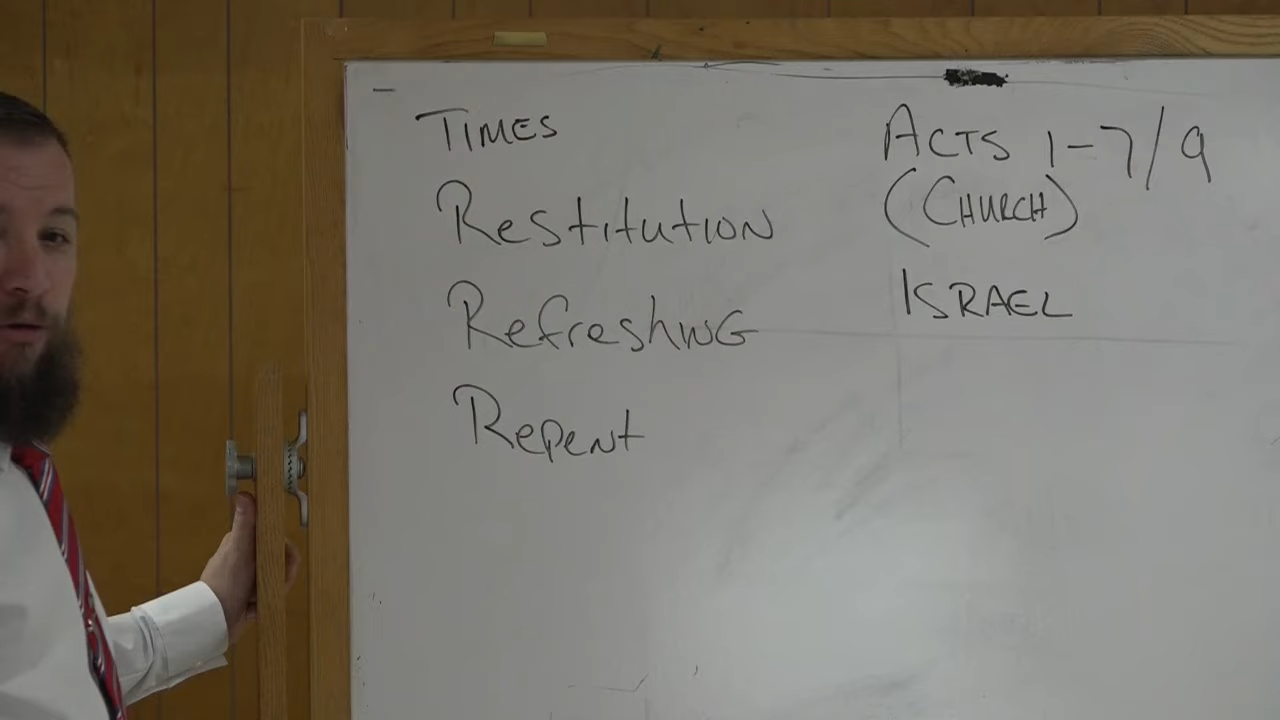 TIMES
RestitutION
RefreshING
RepeNt
ACTS 1-7/9
(CHURCH)
ISRAEL